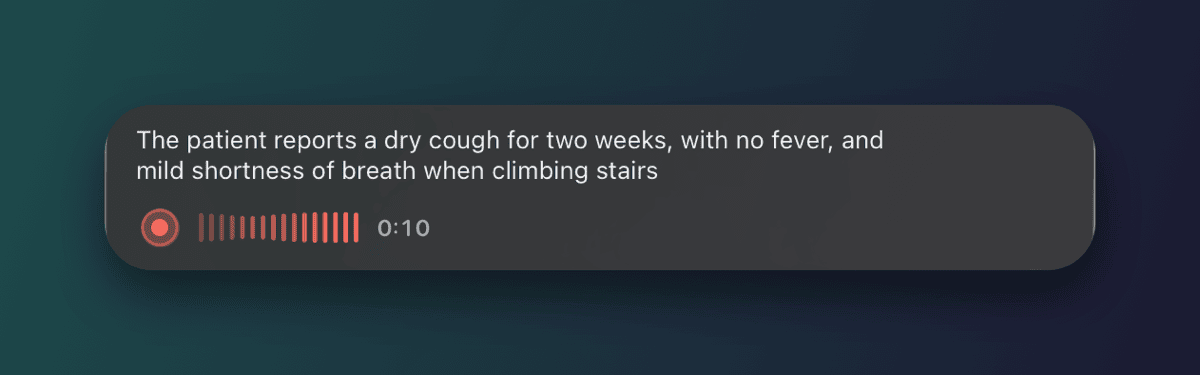 The patient reports a dry cough for two weeks, with no fever, and
mild shortness of breath when climbing stairs
0:10